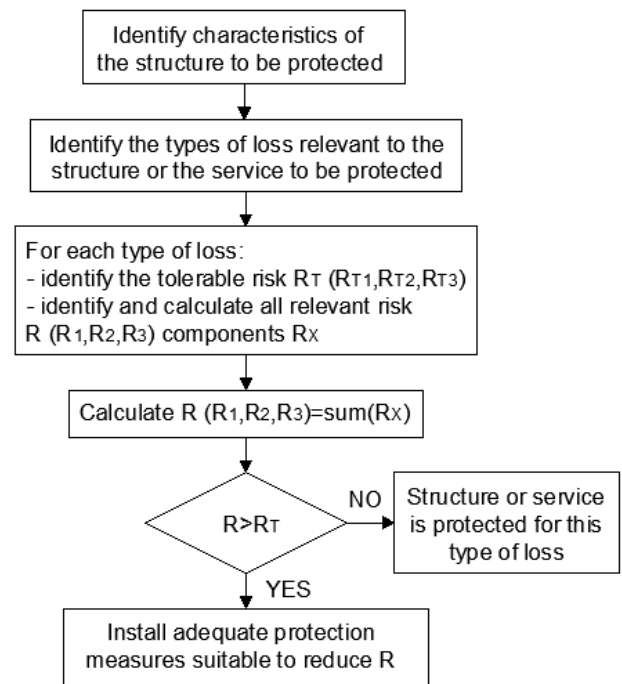 Identify characteristics of
the structure to be protected
Identify the types of loss relevant to the
structure or the service to be protected
For each type of loss:
- identify the tolerable risk RT (RT1,RT2,RT3)
- identify and calculate all relevant risk
R (R1,R2,R3) components RX
Calculate R (R1,R2,R3)=sum(RX)
R>RT
NO
Structure or service
is protected for this
type of loss
YES
Install adequate protection
measures suitable to reduce R